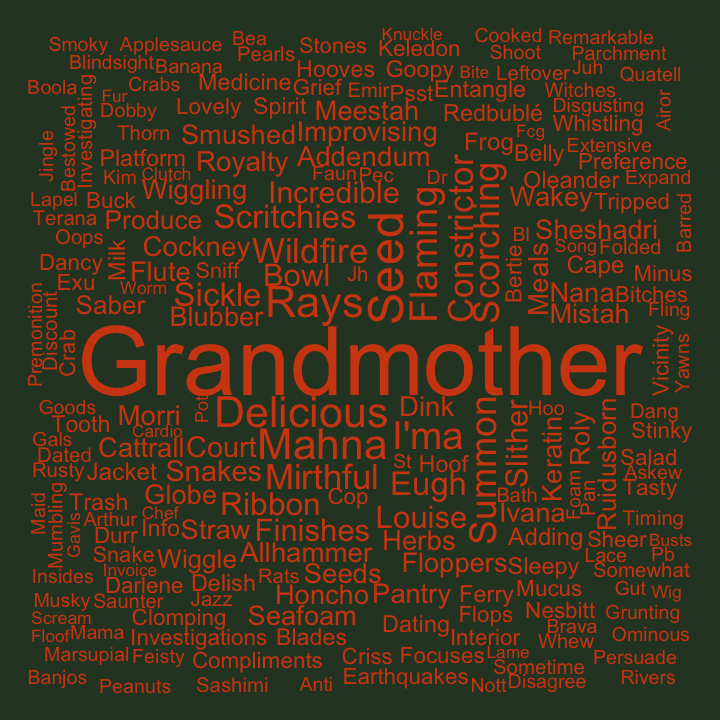 Smoky Applesauce Bea Stones Knuckle Keledon Cooked Remarkable
Blindsight Banana Pearls Shoot Parchment
Boola Crabs Medicine Hooves Goopy Bite Leftover Juh Quatell
Fur Dobby Lovely Spirit Grief Emir Psst Entangle Witches Disgusting
Jingle Bestowed Investigating Thorn Smushed Improvising Meestah Redbublé Whistling Airor
Platform Royalty Addendum Frog Fcg Belly Extensive Preference
Kim Clutch Wiggling Incredible Faun Pec Dr Oleander Expand
Lapel Buck Wakey Tripped Barred
Terana Produce Scritchies Seed Flaming Constrictor Scorching Bl Sheshadri
Oops Milk Cockney Wildfire Bertie Meals Song Folded
Dancy Flute Sniff Bowl Jh Cape Minus
Exu Worm Sickle Rays Nana Bitches
Saber Blubber Mistah Fling
Premonition Discount Crab Vicinity Yawns
Grandmother
Goods Tooth Morri Pot Delicious Dink Hoo Dang
Gals Cardio I'ma Summon Slither Keratin Roly Ruidusborn Stinky
Dated Cattrall Court Mahna St Hoof Salad
Rusty Jacket Snakes Mirthful Eugh Askew
Maid Mumbling Trash Globe Ribbon Cop Bath Foam Pan Tasty
Gavis Arthur Chef Louise Ivana Timing
Durr Info Straw Finishes Herbs Adding Sheer Busts
Snake Wiggle Allhammer Floppers Sleepy Lace Pb
Insides Invoice Rats Seeds Somewhat
Darlene Delish Honcho Pantry Ferry Mucus Gut Wig
Musky Saunter Jazz Seafoam Flops Nesbitt Grunting
Scream Clomping Dating Brava
Floof Mama Investigations Blades Interior Whew Ominous
Marsupial Feisty Compliments Criss Focuses Lame Persuade
Banjos Earthquakes Sometime Rivers
Peanuts Sashimi Anti Nott Disagree